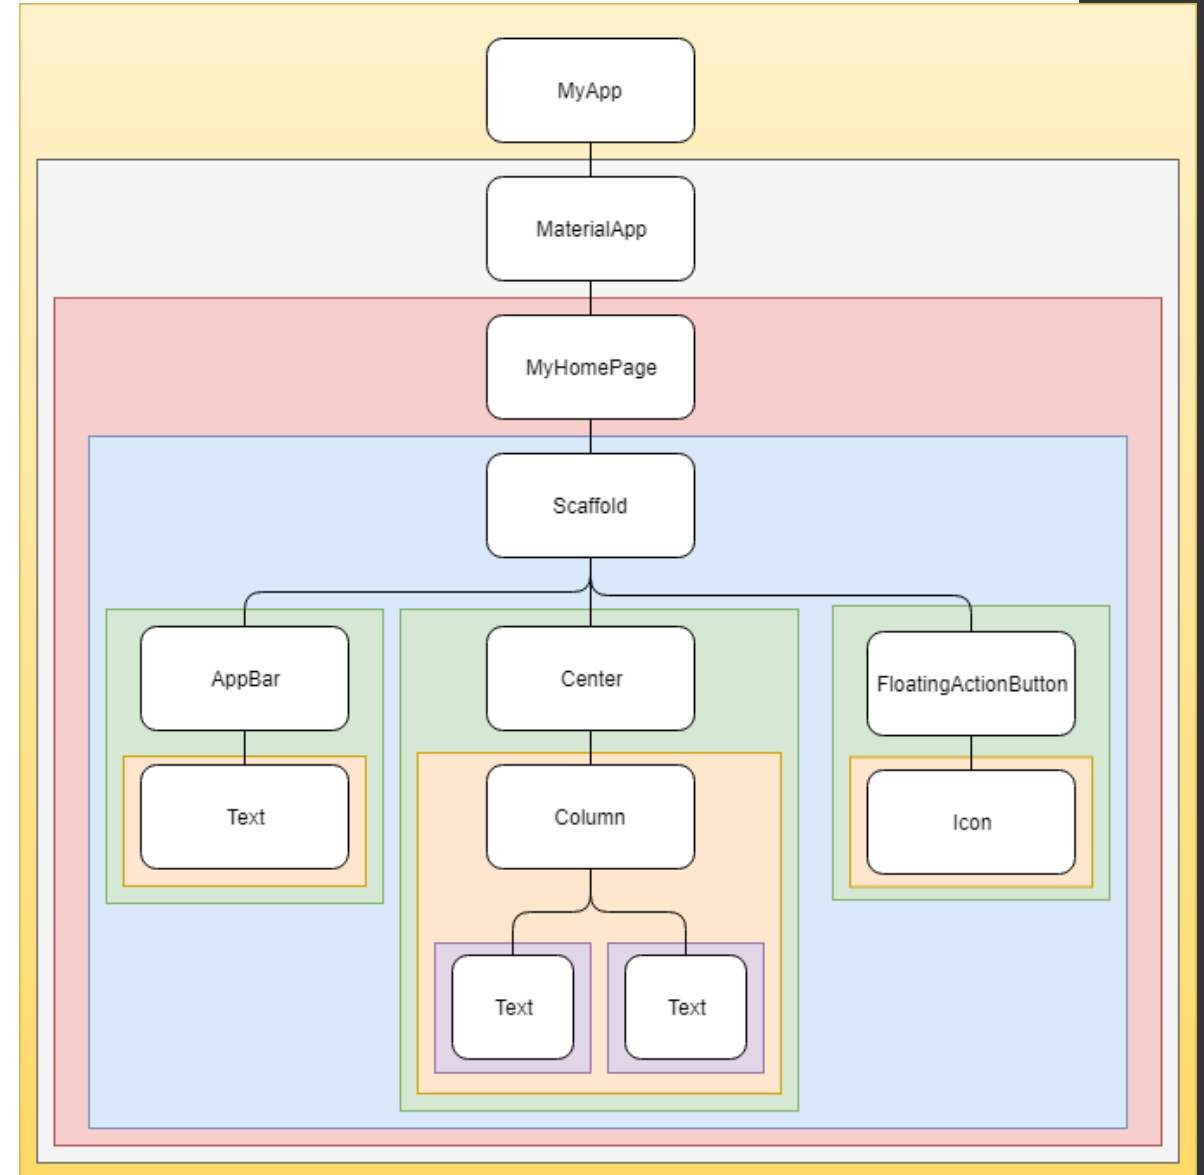 MyApp
MaterialApp
MyHomePage
Scaffold
AppBar
Center
FloatingActionButton
Text
Column
Icon
Text
Text